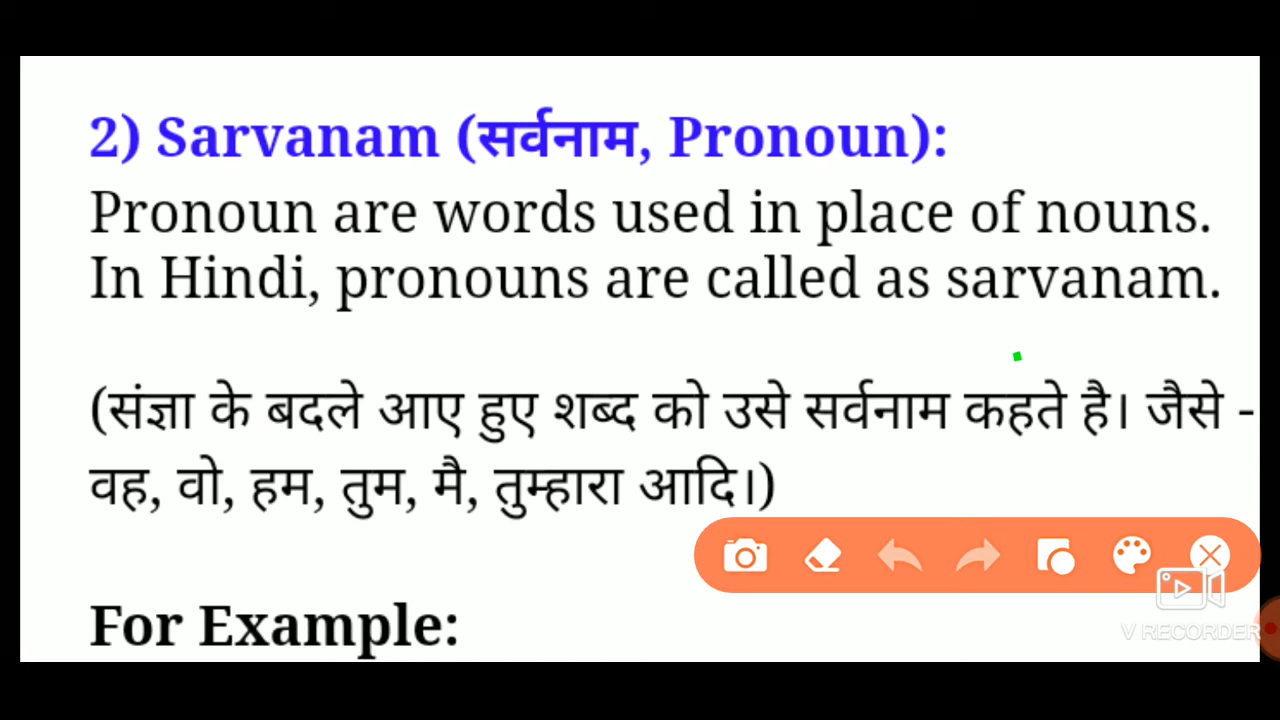 2) Sarvanam (सर्वनाम, Pronoun):
Pronoun are words used in place of nouns.
In Hindi, pronouns are called as sarvanam.
(संज्ञा के बदले आए हुए शब्द को उसे सर्वनाम कहते है। जैसे -
वह, वो, हम, तुम, मै, तुम्हारा आदि।)
For Example:
V RECORDER